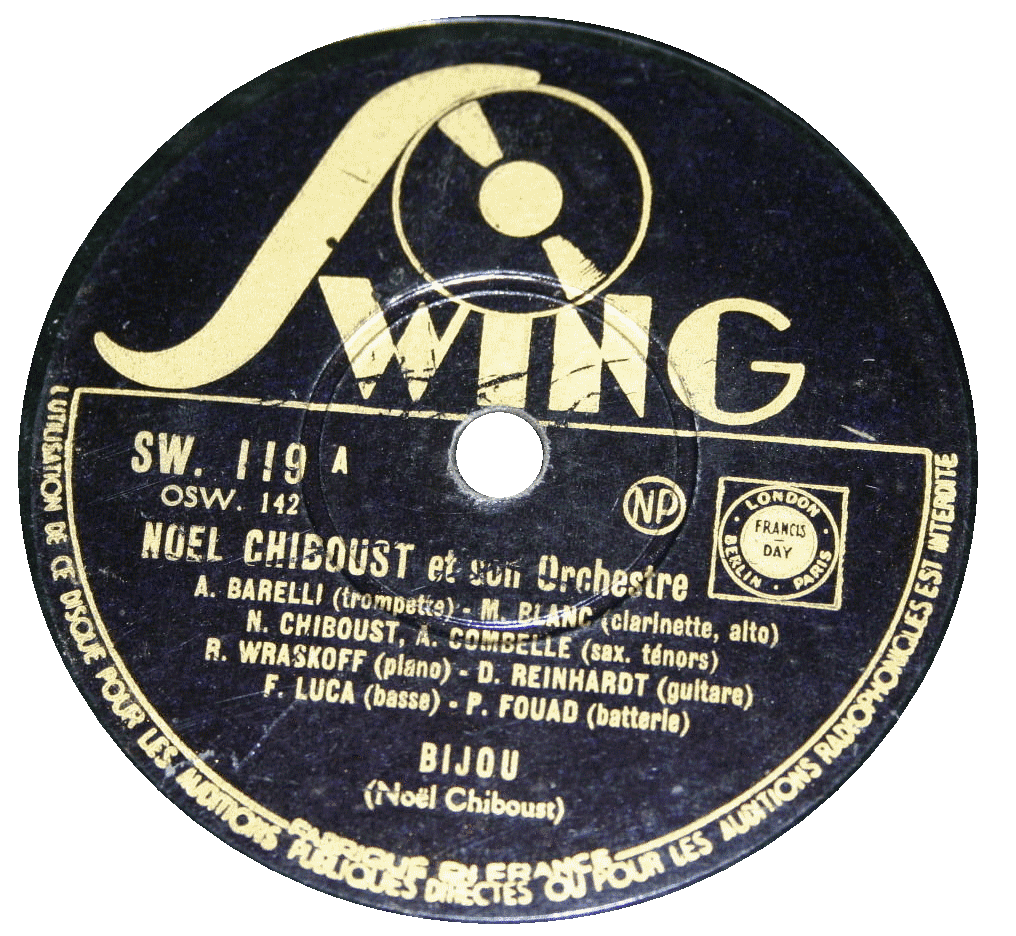 SWING
SW. 119 A
OSW. 142
NP
LONDON
FRANCIS
DAY
BERLIN PARIS
NOEL CHIBOUST et son Orchestre
A. BARELLI (trompette) - M. BLANC (clarinette, alto)
N. CHIBOUST, A. COMBELLE (sax. ténors)
R. WRASKOFF (piano) - D. REINHARDT (guitare)
F. LUCA (basse) - P. FOUAD (batterie)
BIJOU
(Noël Chiboust)
FABRIQUÉ EN FRANCE
L'UTILISATION DE CE DISQUE POUR LES AUDITIONS PUBLIQUES DIRECTES OU POUR LES AUDITIONS RADIOPHONIQUES EST INTERDITE